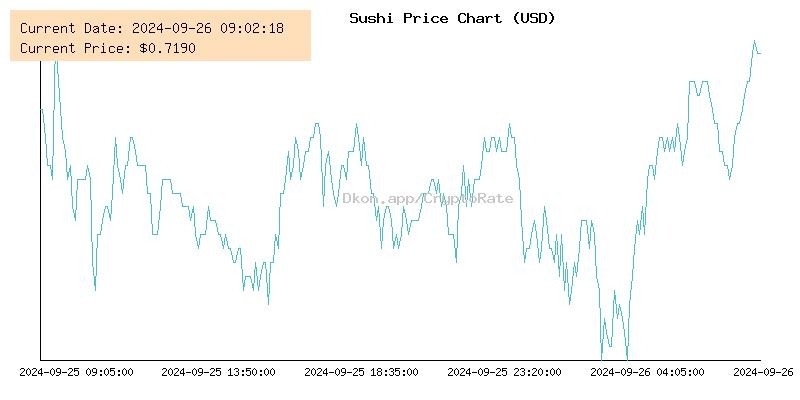 Sushi Price Chart (USD)
Current Date: 2024-09-26 09:02:18
Current Price: $0.7190
Dkon.app/CryptoRate
2024-09-25 09:05:00 2024-09-25 13:50:00 2024-09-25 18:35:00 2024-09-25 23:20:00 2024-09-26 04:05:00 2024-09-26